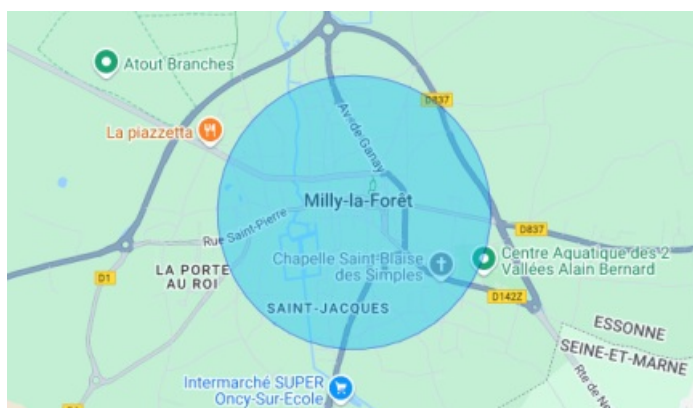 Atout Branches
La piazzetta
D837
Av. de Ganay
Milly-la-Forêt
Rue Saint-Pierre
D837
Chapelle Saint-Blaise
des Simples
Centre Aquatique des 2
Vallées Alain Bernard
LA PORTE
AU ROI
D1
D142Z
SAINT-JACQUES
ESSONNE
SEINE-ET-MARNE
Intermarché SUPER
Oncy-Sur-Ecole
Rte de